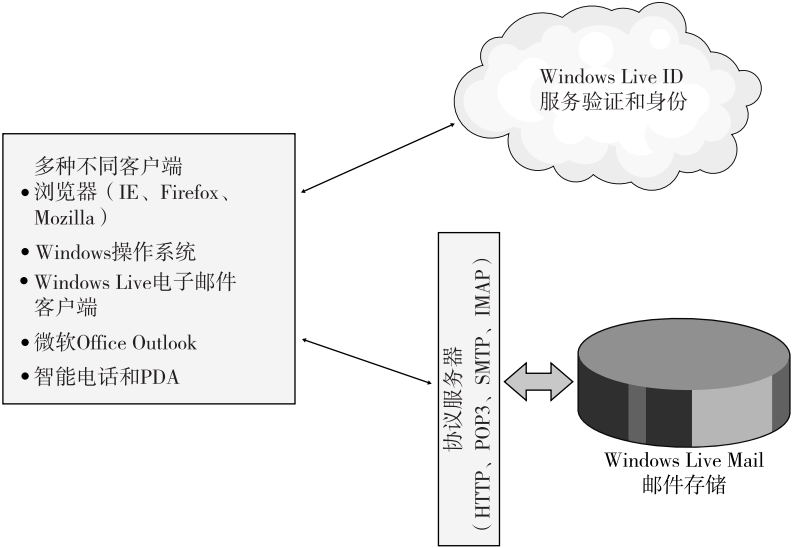 Windows Live ID
服务验证和身份
多种不同客户端
●浏览器（IE、Firefox、
Mozilla）
●Windows操作系统
●Windows Live电子邮件
客户端
●微软Office Outlook
●智能电话和PDA
协议服务器
（HTTP、POP3、SMTP、IMAP）
Windows Live Mail
邮件存储